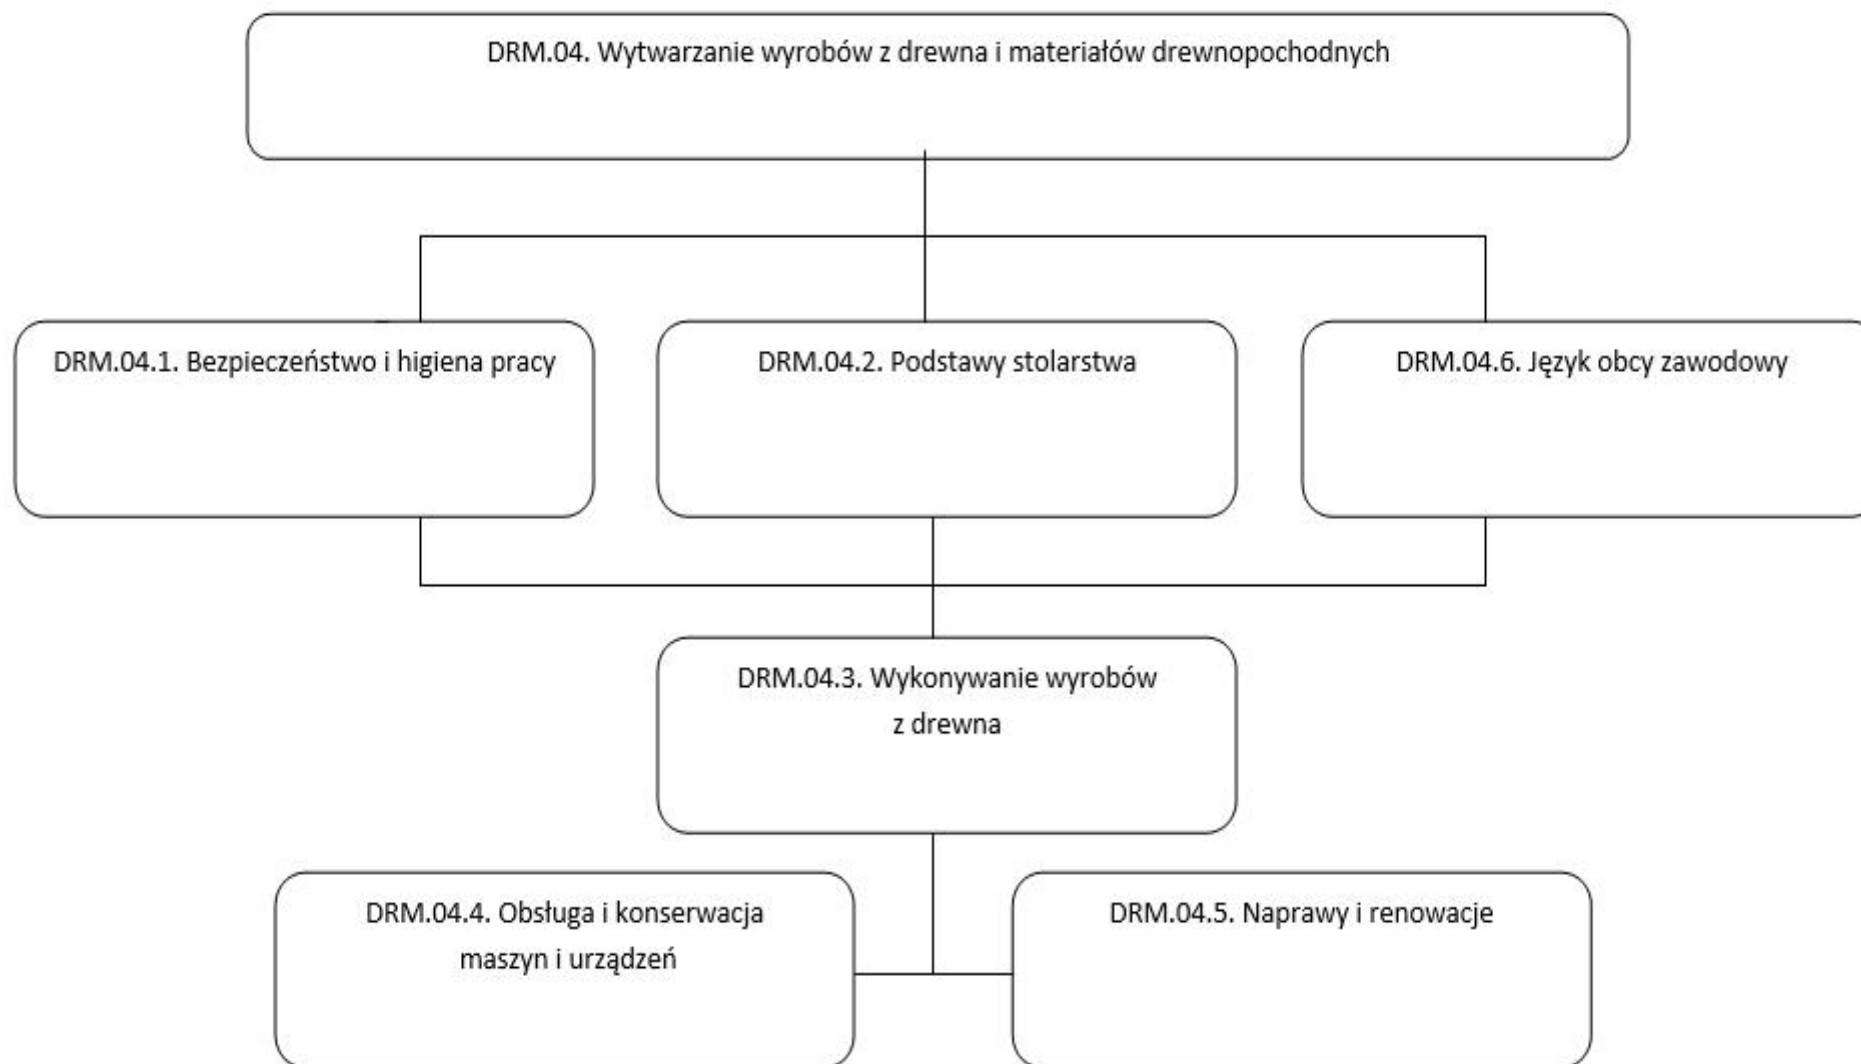 DRM.04. Wytwarzanie wyrobów z drewna i materiałów drewnopochodnych
DRM.04.1. Bezpieczeństwo i higiena pracy
DRM.04.2. Podstawy stolarstwa
DRM.04.6. Język obcy zawodowy
DRM.04.3. Wykonywanie wyrobów
z drewna
DRM.04.4. Obsługa i konserwacja
maszyn i urządzeń
DRM.04.5. Naprawy i renowacje